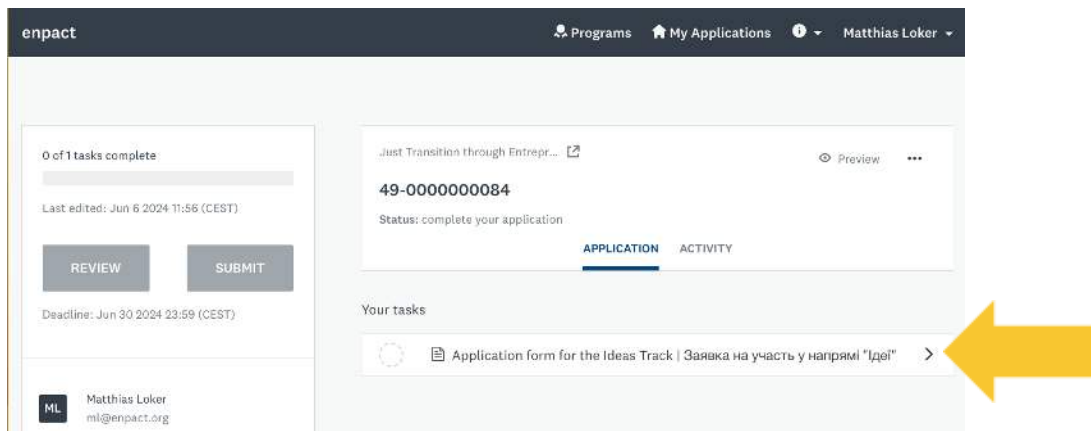 enpact
Programs
My Applications
Matthias Loker
0 of 1 tasks complete
Last edited: Jun 6 2024 11:56 (CEST)
REVIEW
SUBMIT
Deadline: Jun 30 2024 23:59 (CEST)
ML
Matthias Loker
ml@enpact.org
Just Transition through Entrepr...
Preview
49-0000000084
Status: complete your application
APPLICATION
ACTIVITY
Your tasks
Application form for the Ideas Track | Заявка на участь у напрямі "Ідеї"